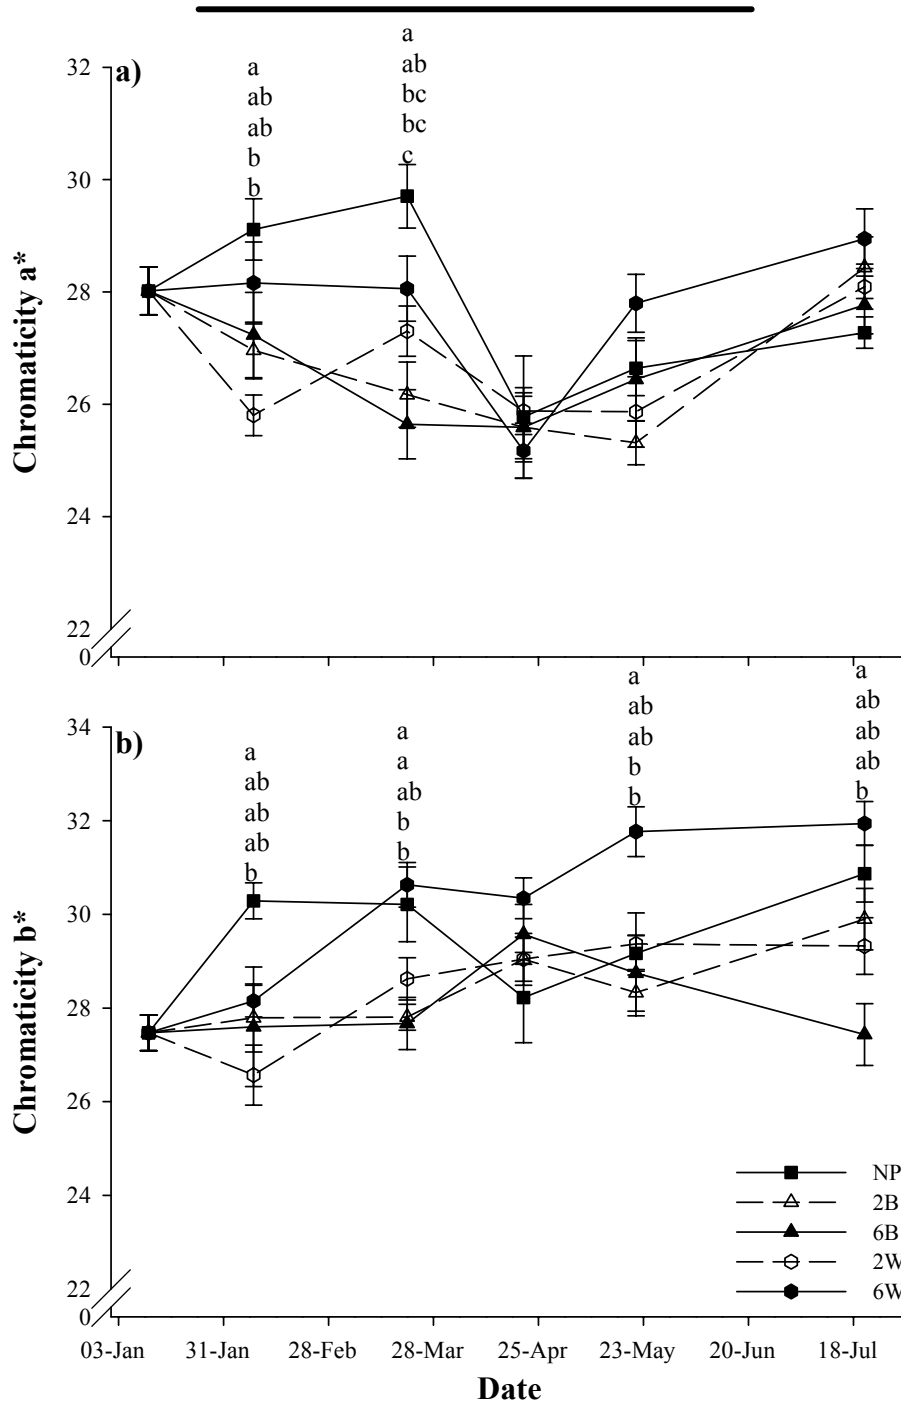 a)
Chromaticity a*
32
30
28
26
24
22
0
a
ab
ab
b
b
a
ab
bc
bc
c
b)
Chromaticity b*
34
32
30
28
26
24
22
0
a
ab
ab
ab
b
a
a
ab
b
b
a
ab
ab
b
b
a
ab
ab
ab
b
NP
2B
6B
2W
6W
03-Jan
31-Jan
28-Feb
28-Mar
25-Apr
23-May
20-Jun
18-Jul
Date